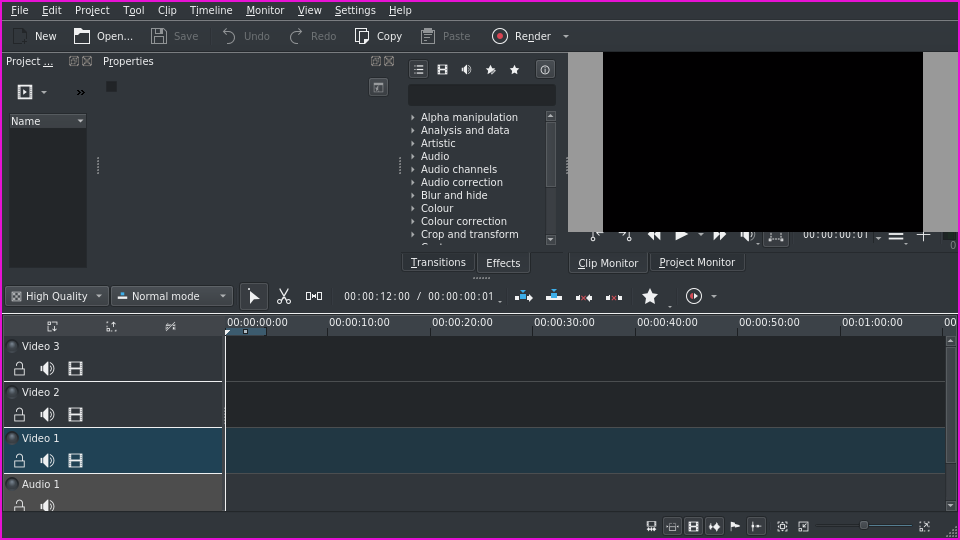 File Edit Project Tool Clip Timeline Monitor View Settings Help
New Open... Save Undo Redo Copy Paste Render
Project ... Properties
Name
Alpha manipulation
Analysis and data
Artistic
Audio
Audio channels
Audio correction
Blur and hide
Colour
Colour correction
Crop and transform
00:00:00:01
0
Transitions Effects Clip Monitor Project Monitor
High Quality Normal mode 00:00:12:00 / 00:00:00:01
00:00:00:00 00:00:10:00 00:00:20:00 00:00:30:00 00:00:40:00 00:00:50:00 00:01:00:00 00
Video 3
Video 2
Video 1
Audio 1